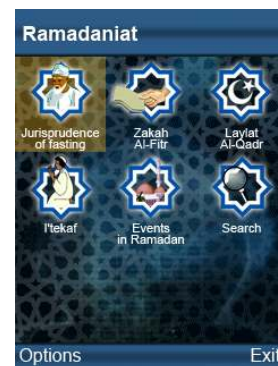 Ramadaniat
Jurisprudence
of fasting
Zakah
Al-Fitr
Laylat
Al-Qadr
I'tekaf
Events
in Ramadan
Search
Options
Exit